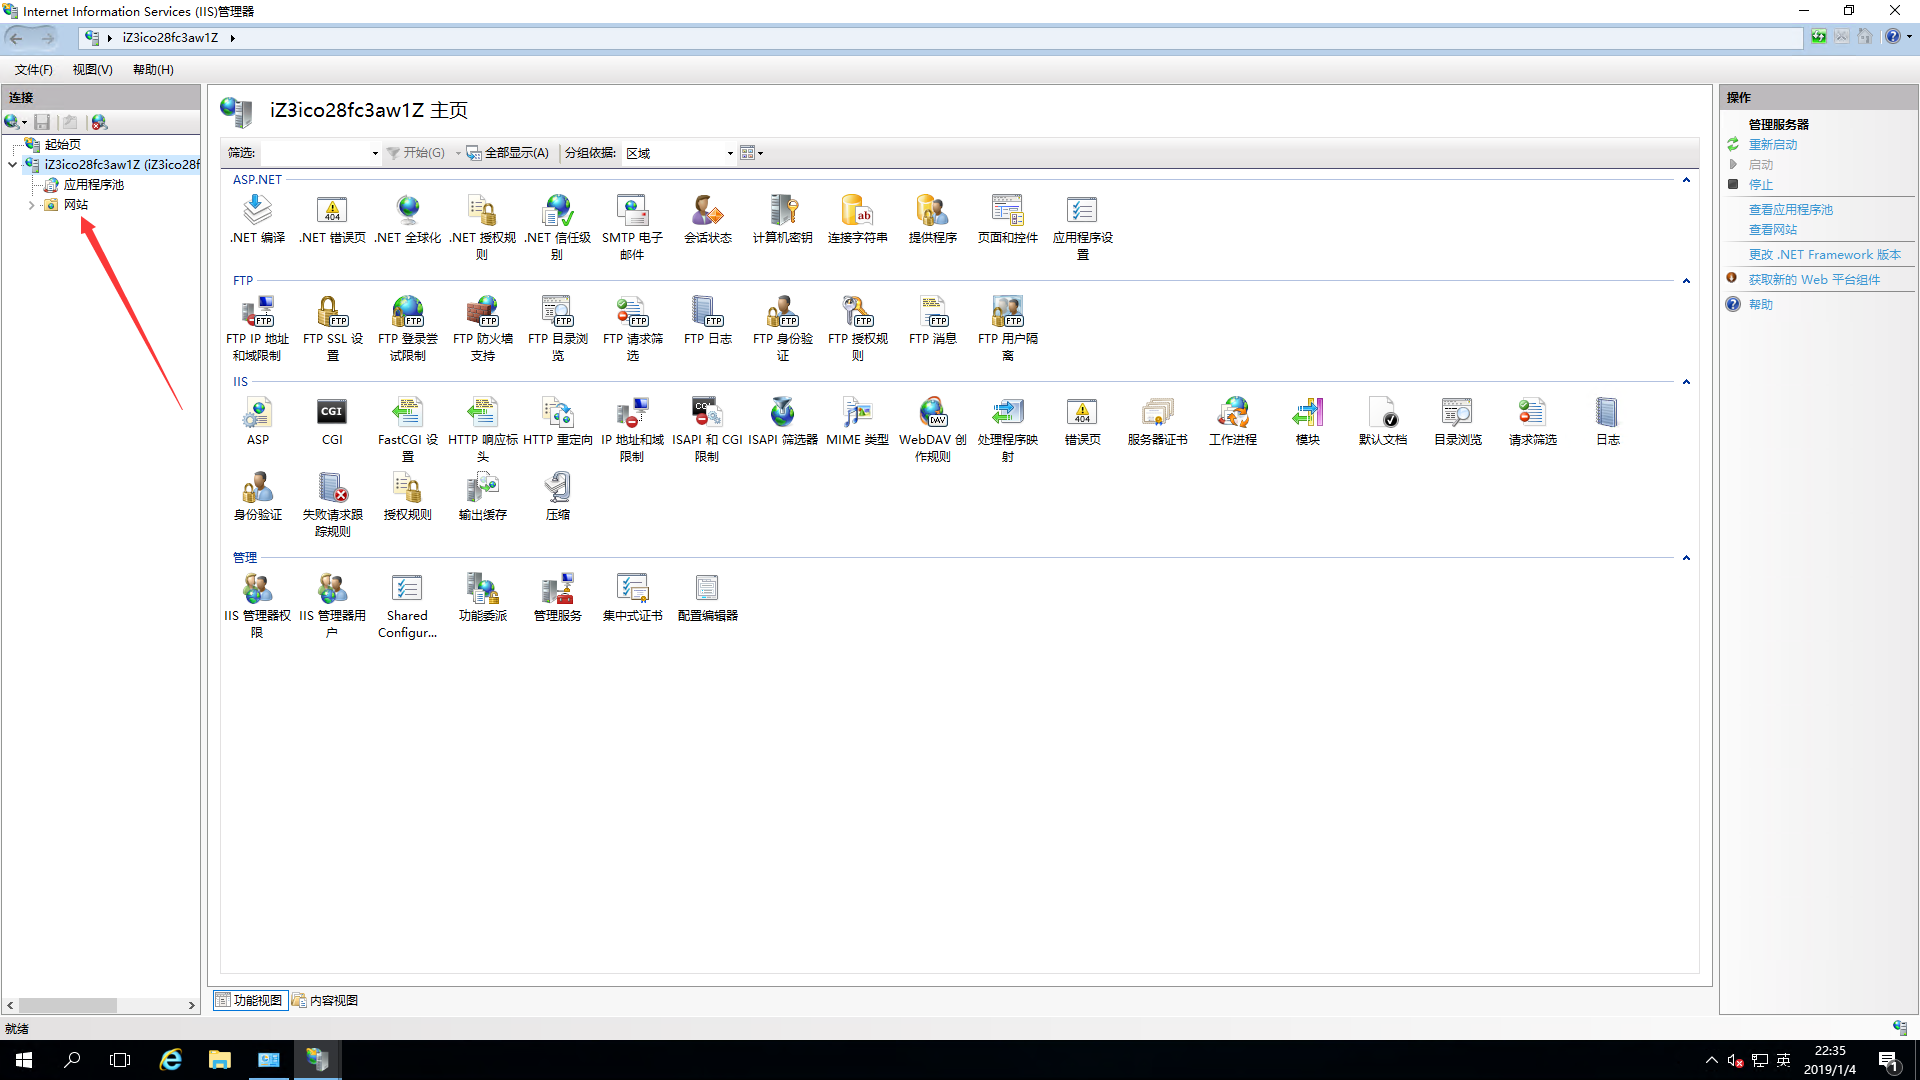 Internet Information Services (IIS)管理器
iZ3ico28fc3aw1Z
文件(F) 视图(V) 帮助(H)
连接
起始页
iZ3ico28fc3aw1Z (iZ3ico28f
应用程序池
网站
iZ3ico28fc3aw1Z 主页
筛选: 开始(G) 全部显示(A) 分组依据: 区域
ASP.NET
.NET 编译 .NET 错误页 .NET 全球化 .NET 授权规则 .NET 信任级别 SMTP 电子邮件 会话状态 计算机密钥 连接字符串 提供程序 页面和控件 应用程序设置
FTP
FTP IP 地址和域限制 FTP SSL 设置 FTP 登录尝试限制 FTP 防火墙支持 FTP 目录浏览 FTP 请求筛选 FTP 日志 FTP 身份验证 FTP 授权规则 FTP 消息 FTP 用户隔离
IIS
ASP CGI FastCGI 设置 HTTP 响应标头 HTTP 重定向 IP 地址和域限制 ISAPI 和 CGI 限制 ISAPI 筛选器 MIME 类型 WebDAV 创作规则 处理程序映射 错误页 服务器证书 工作进程 模块 默认文档 目录浏览 请求筛选 日志
身份验证 失败请求跟踪规则 授权规则 输出缓存 压缩
管理
IIS 管理器权限 IIS 管理器用户 Shared Configur... 功能委派 管理服务 集中式证书 配置编辑器
功能视图 内容视图
操作
管理服务器
重新启动
启动
停止
查看应用程序池
查看网站
更改 .NET Framework 版本
获取新的 Web 平台组件
帮助
就绪
英
22:35
2019/1/4
1